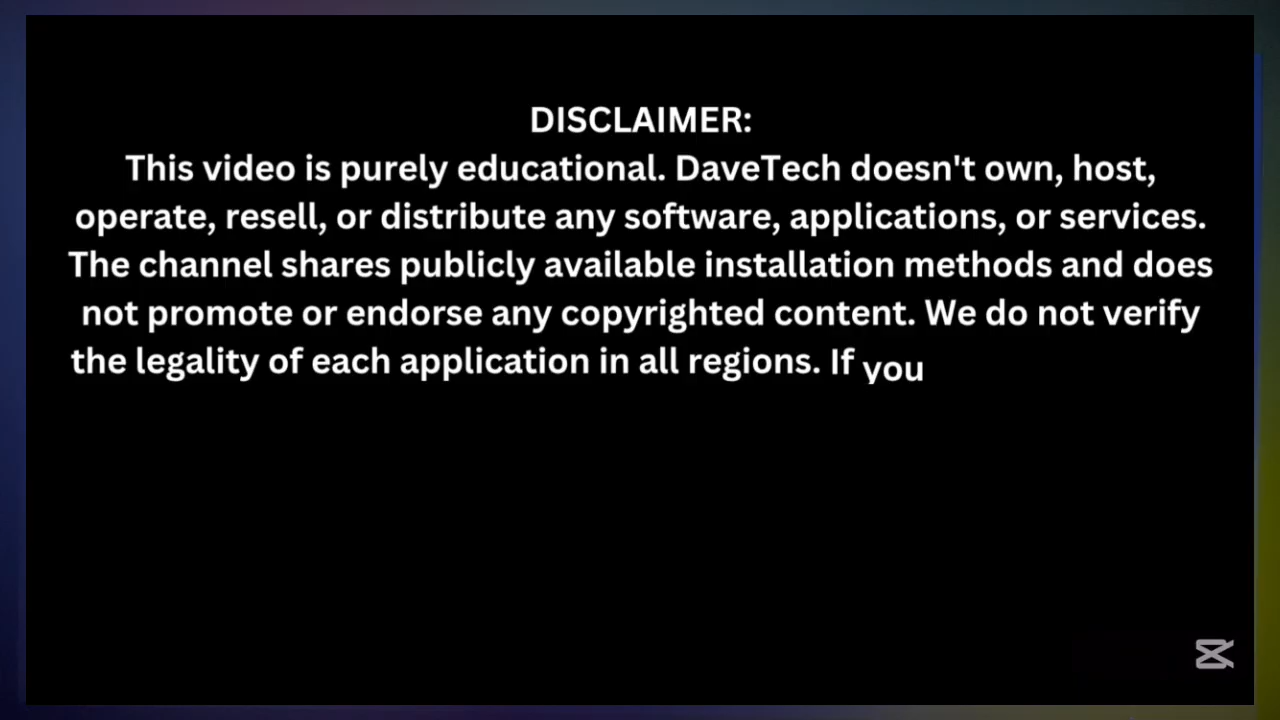 DISCLAIMER:
This video is purely educational. DaveTech doesn't own, host,
operate, resell, or distribute any software, applications, or services.
The channel shares publicly available installation methods and does
not promote or endorse any copyrighted content. We do not verify
the legality of each application in all regions. If you